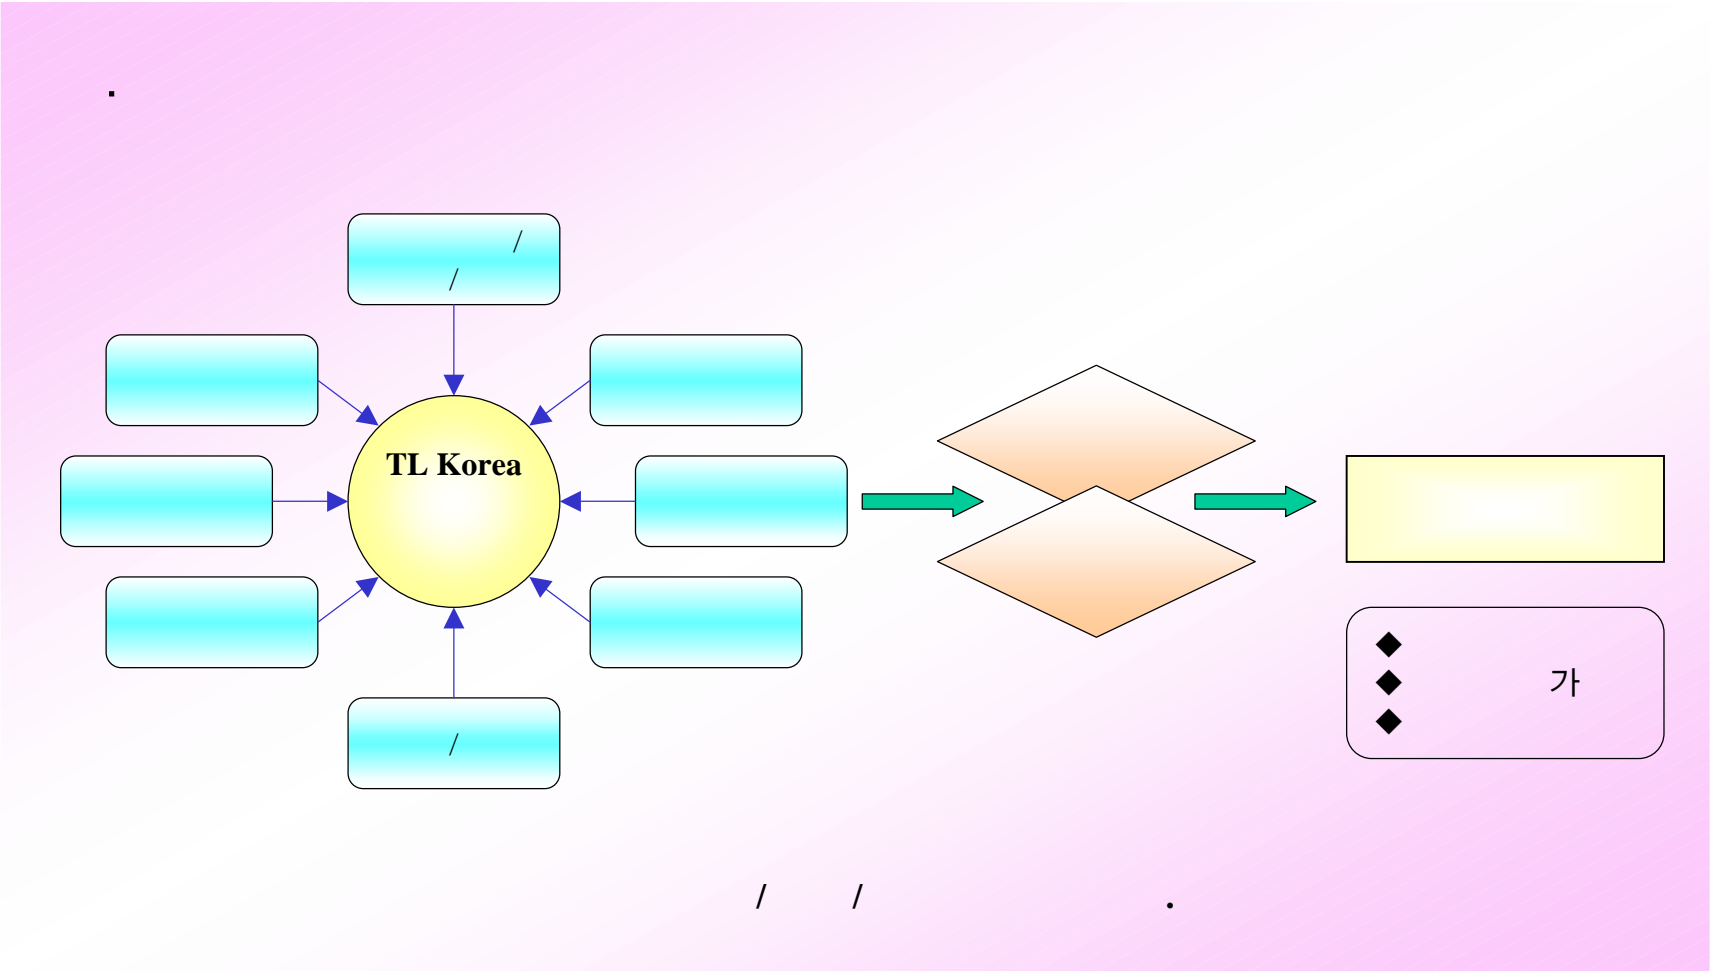 .
/
/
TL Korea
◆
◆ 가
◆
/
/ / .